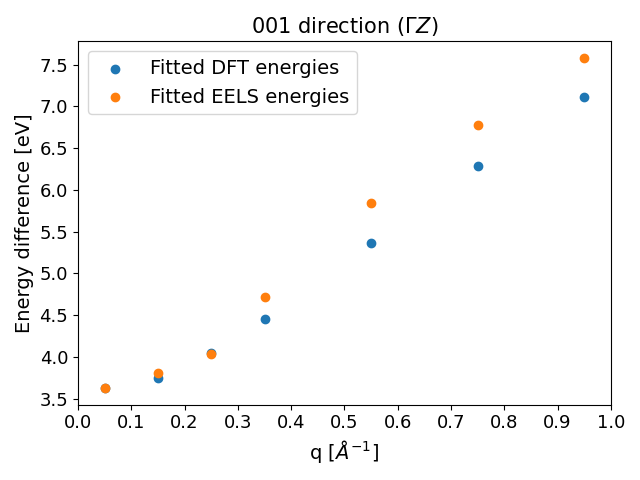 001 direction (ΓZ)
Fitted DFT energies
Fitted EELS energies
Energy difference [eV]
7.5
7.0
6.5
6.0
5.5
5.0
4.5
4.0
3.5
0.0 0.1 0.2 0.3 0.4 0.5 0.6 0.7 0.8 0.9 1.0
q [Å⁻¹]